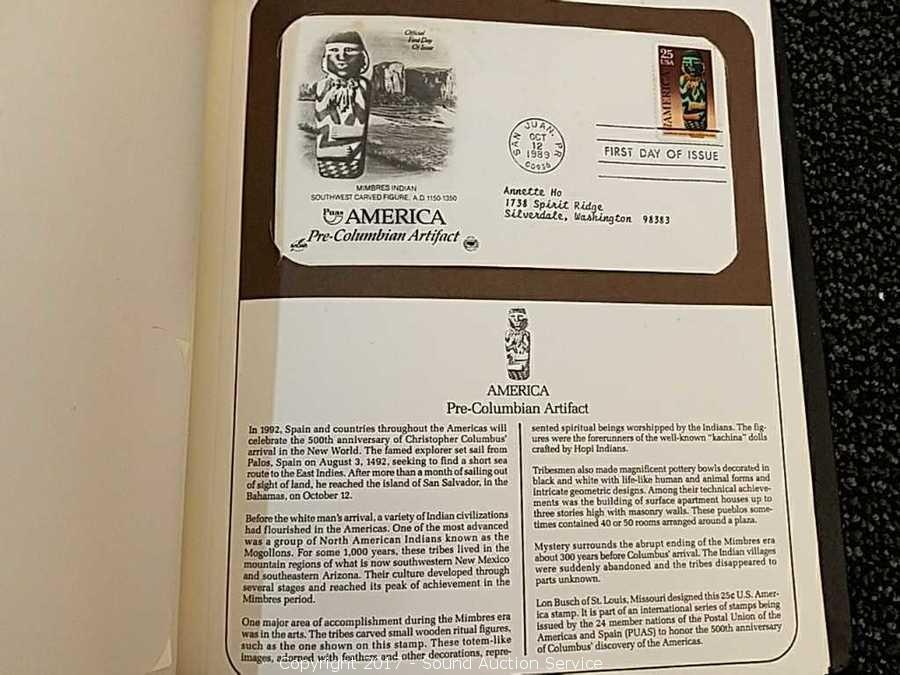 Official
First Day
Of Issue
25
USA
AMERICA
SAN JUAN, PR
OCT
12
1989
FIRST DAY OF ISSUE
MIMBRES INDIAN
SOUTHWEST CARVED FIGURE, A.D. 1150-1350
PUAS AMERICA
Pre-Columbian Artifact
Annette Ho
1738 Spirit Ridge
Silverdale, Washington 98383
AMERICA
Pre-Columbian Artifact
In 1992, Spain and countries throughout the Americas will
celebrate the 500th anniversary of Christopher Columbus'
arrival in the New World. The famed explorer set sail from
Palos, Spain on August 3, 1492, seeking to find a short sea
route to the East Indies. After more than a month of sailing out
of sight of land, he reached the island of San Salvador, in the
Bahamas, on October 12.
Before the white man's arrival, a variety of Indian civilizations
had flourished in the Americas. One of the most advanced
was a group of North American Indians known as the
Mogollons. For some 1,000 years, these tribes lived in the
mountain regions of what is now southwestern New Mexico
and southeastern Arizona. Their culture developed through
several stages and reached its peak of achievement in the
Mimbres period.
One major area of accomplishment during the Mimbres era
was in the arts. The tribes carved small wooden ritual figures,
such as the one shown on this stamp. These totem-like
images, adorned with feathers and other decorations, repre-
sented spiritual beings worshipped by the Indians. The fig-
ures were the forerunners of the well-known "kachina" dolls
crafted by Hopi Indians.
Tribesmen also made magnificent pottery bowls decorated in
black and white with life-like human and animal forms and
intricate geometric designs. Among their technical achieve-
ments was the building of surface apartment houses up to
three stories high with masonry walls. These pueblos some-
times contained 40 or 50 rooms arranged around a plaza.
Mystery surrounds the abrupt ending of the Mimbres era
about 300 years before Columbus' arrival. The Indian villages
were suddenly abandoned and the tribes disappeared to
parts unknown.
Lon Busch of St. Louis, Missouri designed this 25¢ U.S. Amer-
ica stamp. It is part of an international series of stamps being
issued by the 24 member nations of the Postal Union of the
Americas and Spain (PUAS) to honor the 500th anniversary
of Columbus' discovery of the Americas.
Copyright 2017 - Sound Auction Service